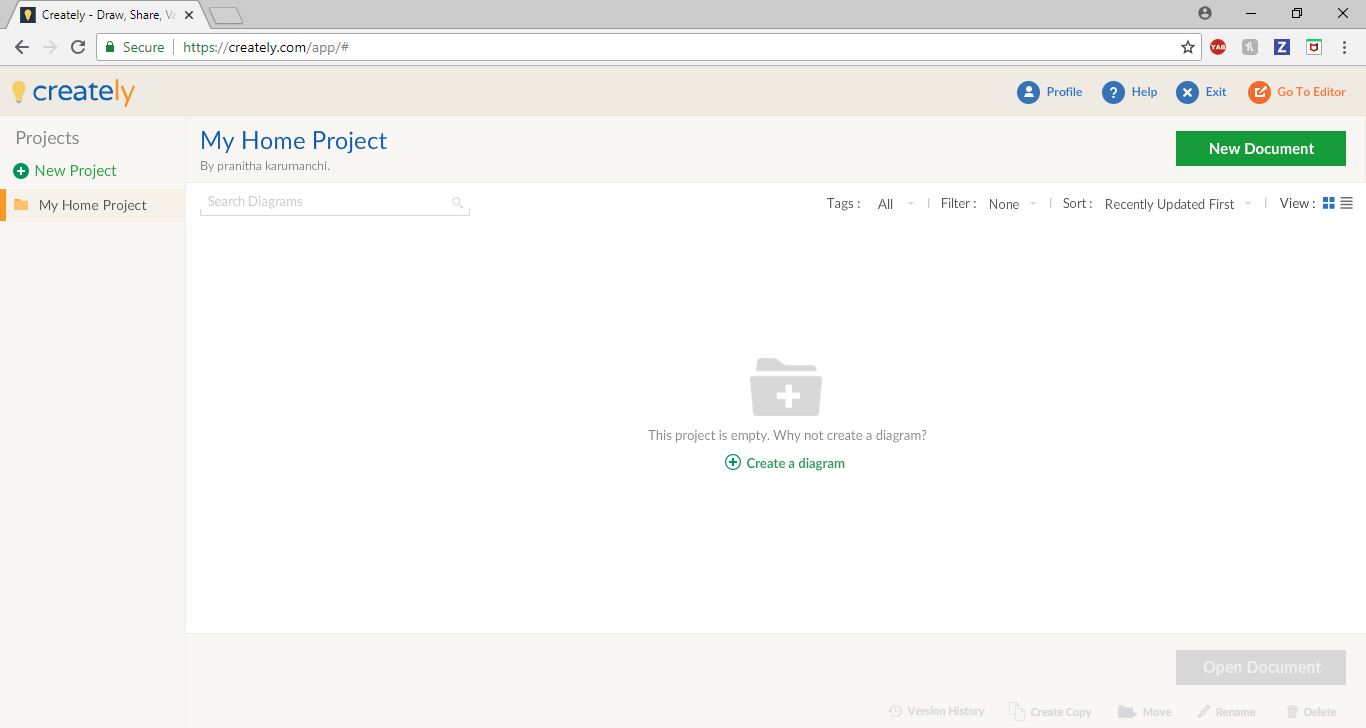 Creately - Draw, Share, Va
Secure https://creately.com/app/#
YAB
creately
Profile
Help
Exit
Go To Editor
Projects
New Project
My Home Project
My Home Project
By pranitha karumanchi.
New Document
Search Diagrams
Tags : All Filter : None Sort : Recently Updated First View :
This project is empty. Why not create a diagram?
Create a diagram
Open Document
Version History
Create Copy
Move
Rename
Delete